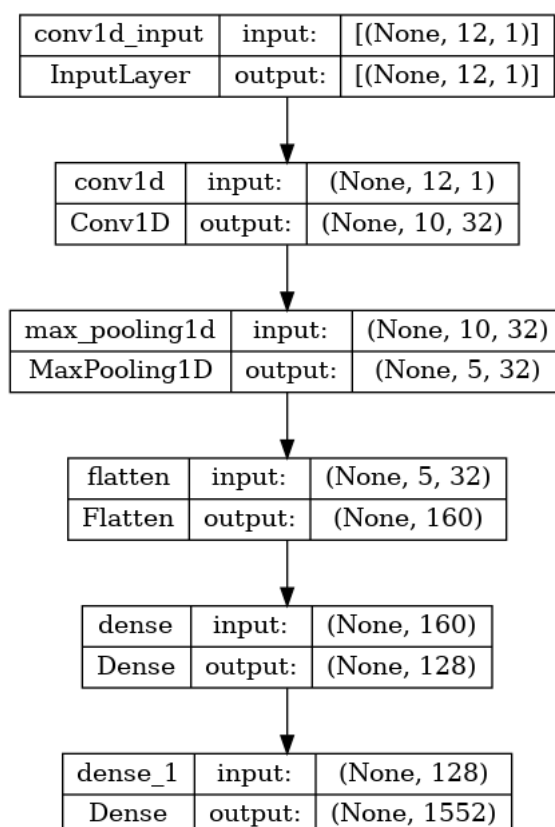 conv1d_input input: [(None, 12, 1)]
InputLayer output: [(None, 12, 1)]
conv1d input: (None, 12, 1)
Conv1D output: (None, 10, 32)
max_pooling1d input: (None, 10, 32)
MaxPooling1D output: (None, 5, 32)
flatten input: (None, 5, 32)
Flatten output: (None, 160)
dense input: (None, 160)
Dense output: (None, 128)
dense_1 input: (None, 128)
Dense output: (None, 1552)